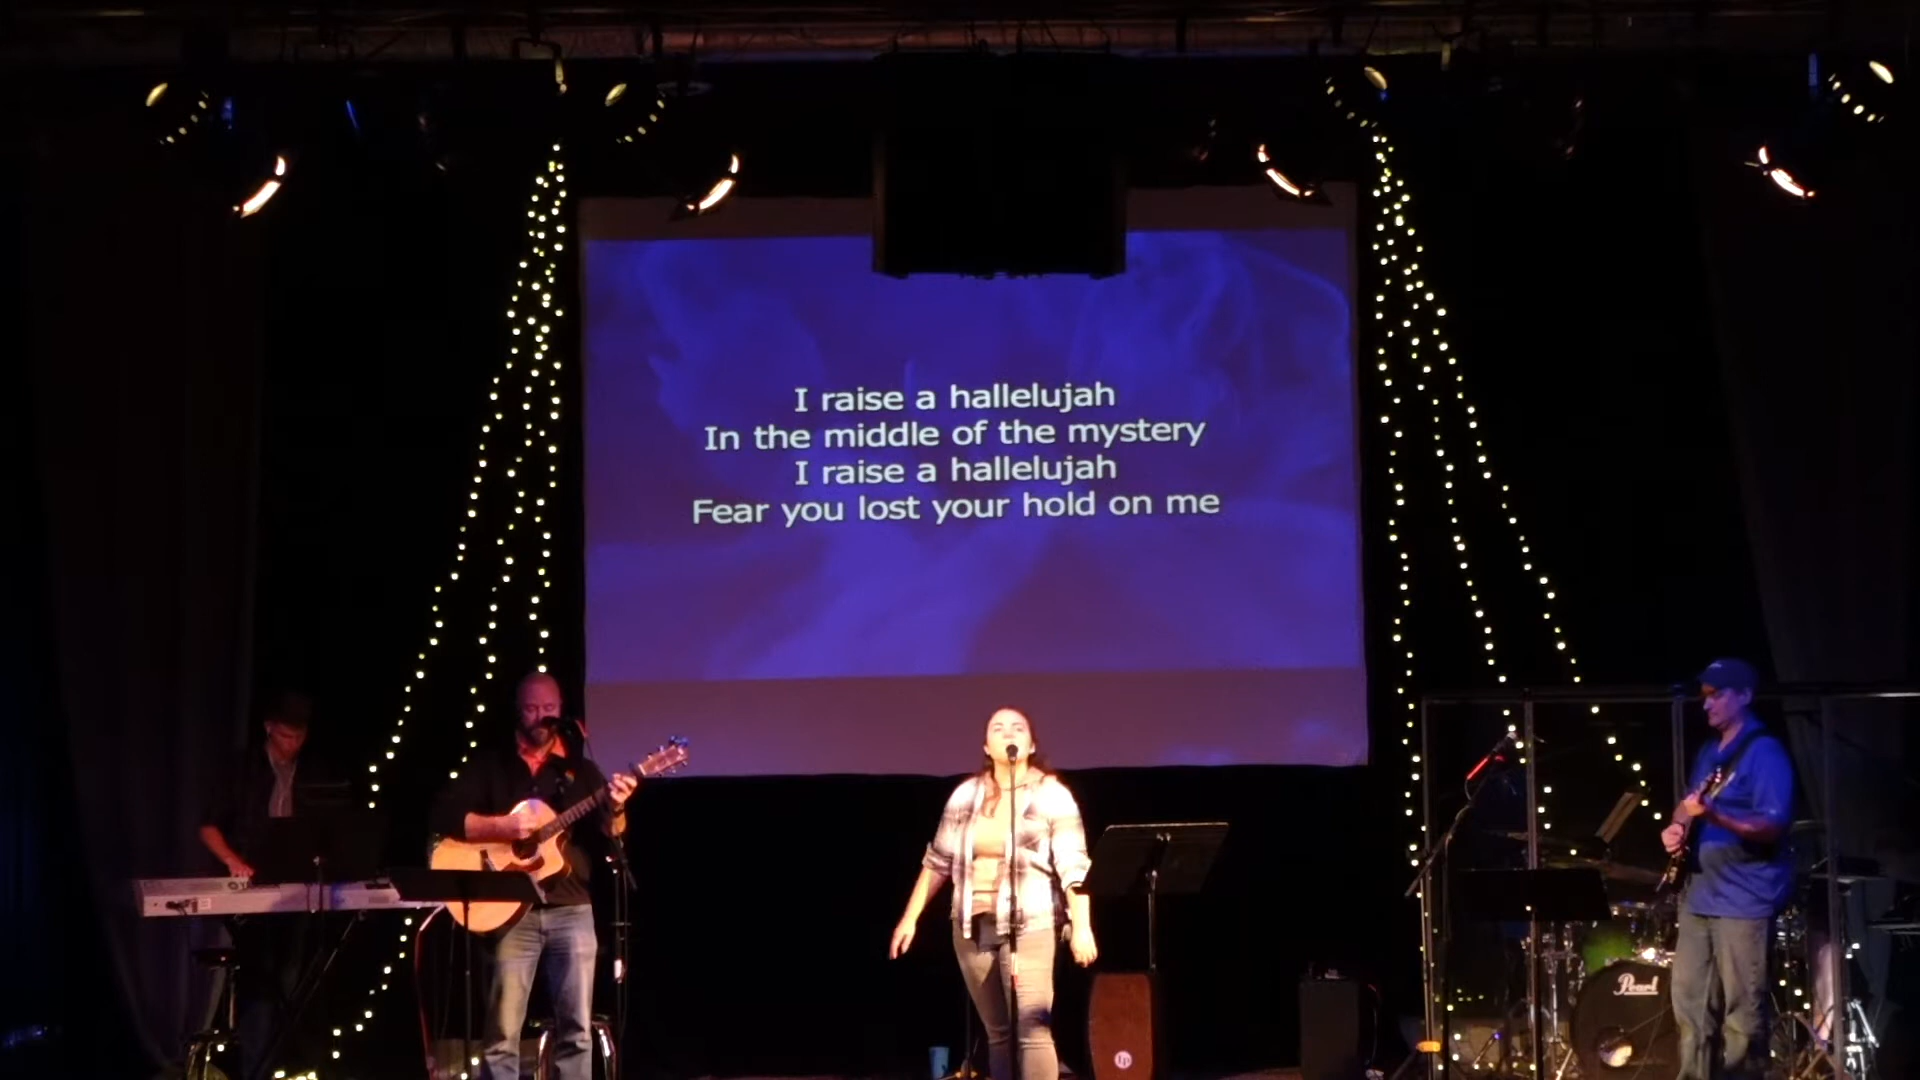 I raise a hallelujah
In the middle of the mystery
I raise a hallelujah
Fear you lost your hold on me
Pearl